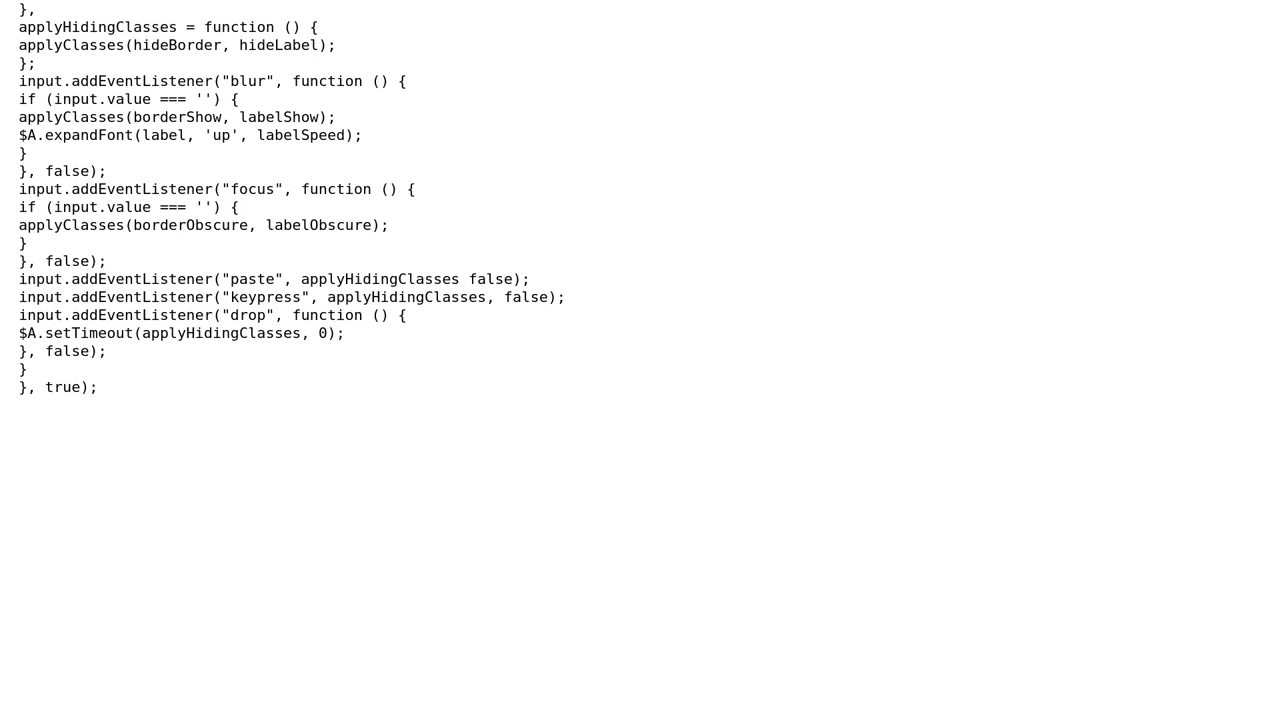 },
applyHidingClasses = function () {
applyClasses(hideBorder, hideLabel);
};
input.addEventListener("blur", function () {
if (input.value === '') {
applyClasses(borderShow, labelShow);
$A.expandFont(label, 'up', labelSpeed);
}
}, false);
input.addEventListener("focus", function () {
if (input.value === '') {
applyClasses(borderObscure, labelObscure);
}
}, false);
input.addEventListener("paste", applyHidingClasses false);
input.addEventListener("keypress", applyHidingClasses, false);
input.addEventListener("drop", function () {
$A.setTimeout(applyHidingClasses, 0);
}, false);
}
}, true);